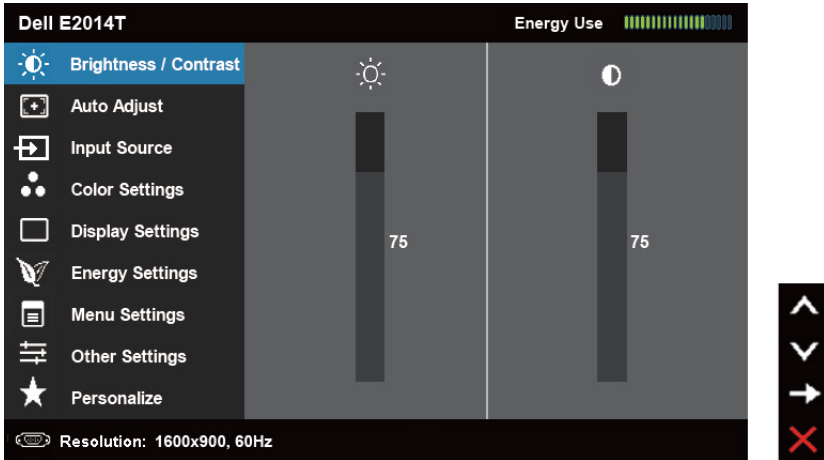 Dell E2014T
Energy Use
Brightness / Contrast
Auto Adjust
Input Source
Color Settings
Display Settings
Energy Settings
Menu Settings
Other Settings
Personalize
75
75
Resolution: 1600x900, 60Hz